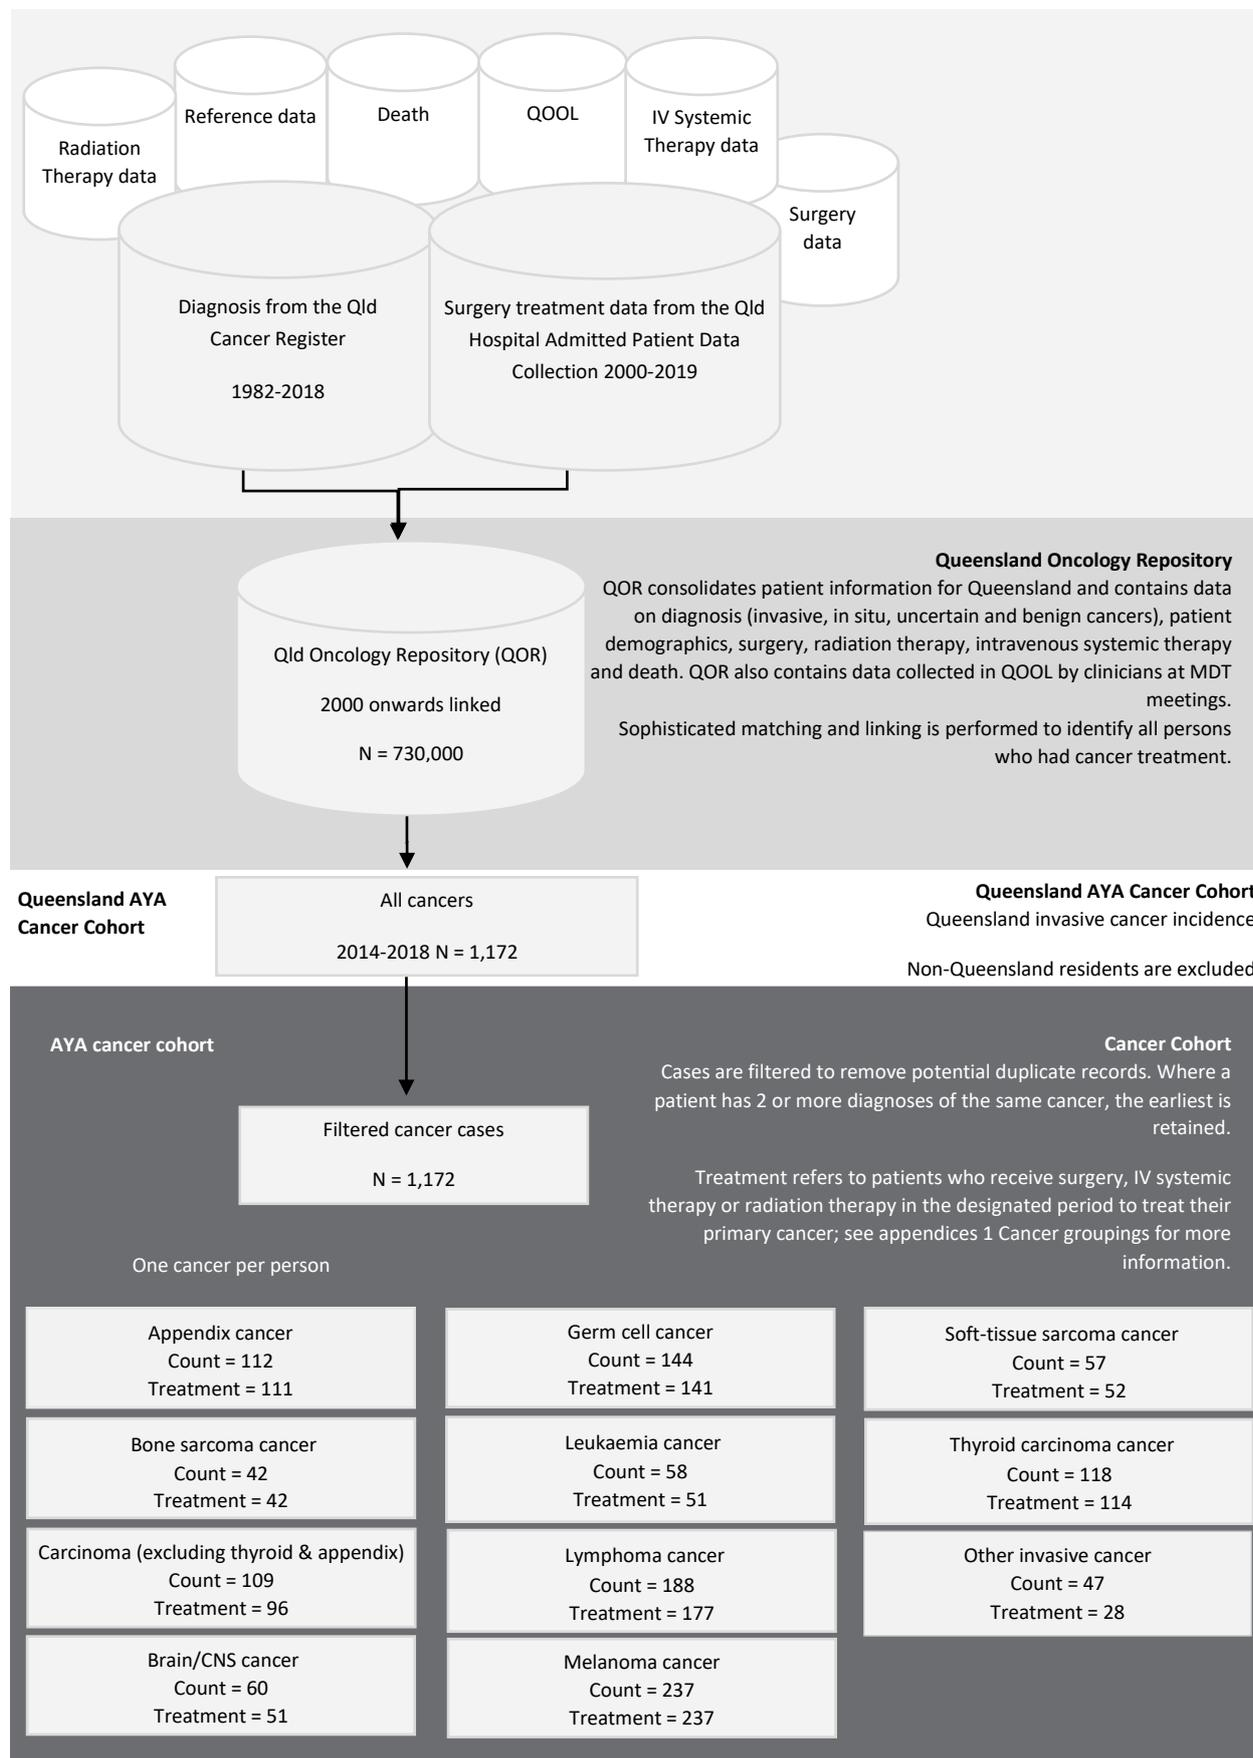 Radiation
Therapy data
Reference data
Death
QOOL
IV Systemic
Therapy data
Surgery
data
Diagnosis from the Qld
Cancer Register
1982-2018
Surgery treatment data from the Qld
Hospital Admitted Patient Data
Collection 2000-2019
Qld Oncology Repository (QOR)
2000 onwards linked
N = 730,000
Queensland Oncology Repository
QOR consolidates patient information for Queensland and contains data
on diagnosis (invasive, in situ, uncertain and benign cancers), patient
demographics, surgery, radiation therapy, intravenous systemic therapy
and death. QOR also contains data collected in QOOL by clinicians at MDT
meetings.
Sophisticated matching and linking is performed to identify all persons
who had cancer treatment.
Queensland AYA
Cancer Cohort
All cancers
2014-2018 N = 1,172
Queensland AYA Cancer Cohort
Queensland invasive cancer incidence
Non-Queensland residents are excluded
AYA cancer cohort
Filtered cancer cases
N = 1,172
Cancer Cohort
Cases are filtered to remove potential duplicate records. Where a
patient has 2 or more diagnoses of the same cancer, the earliest is
retained.
Treatment refers to patients who receive surgery, IV systemic
therapy or radiation therapy in the designated period to treat their
primary cancer; see appendices 1 Cancer groupings for more
information.
One cancer per person
Appendix cancer
Count = 112
Treatment = 111
Bone sarcoma cancer
Count = 42
Treatment = 42
Carcinoma (excluding thyroid & appendix)
Count = 109
Treatment = 96
Brain/CNS cancer
Count = 60
Treatment = 51
Germ cell cancer
Count = 144
Treatment = 141
Leukaemia cancer
Count = 58
Treatment = 51
Lymphoma cancer
Count = 188
Treatment = 177
Melanoma cancer
Count = 237
Treatment = 237
Soft-tissue sarcoma cancer
Count = 57
Treatment = 52
Thyroid carcinoma cancer
Count = 118
Treatment = 114
Other invasive cancer
Count = 47
Treatment = 28